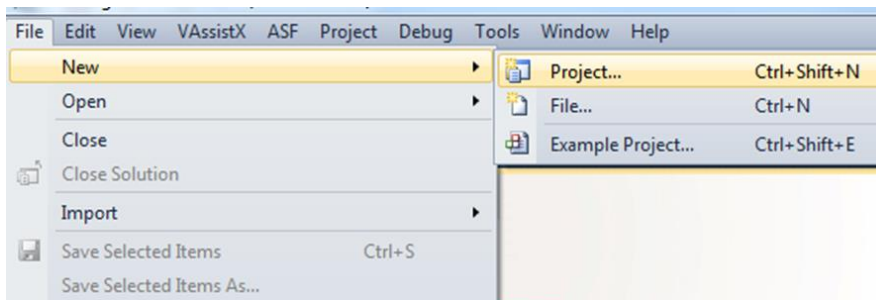 File Edit View VAssistX ASF Project Debug Tools Window Help
New
Project... Ctrl+Shift+N
Open
File... Ctrl+N
Close
Example Project... Ctrl+Shift+E
Close Solution
Import
Save Selected Items Ctrl+S
Save Selected Items As...